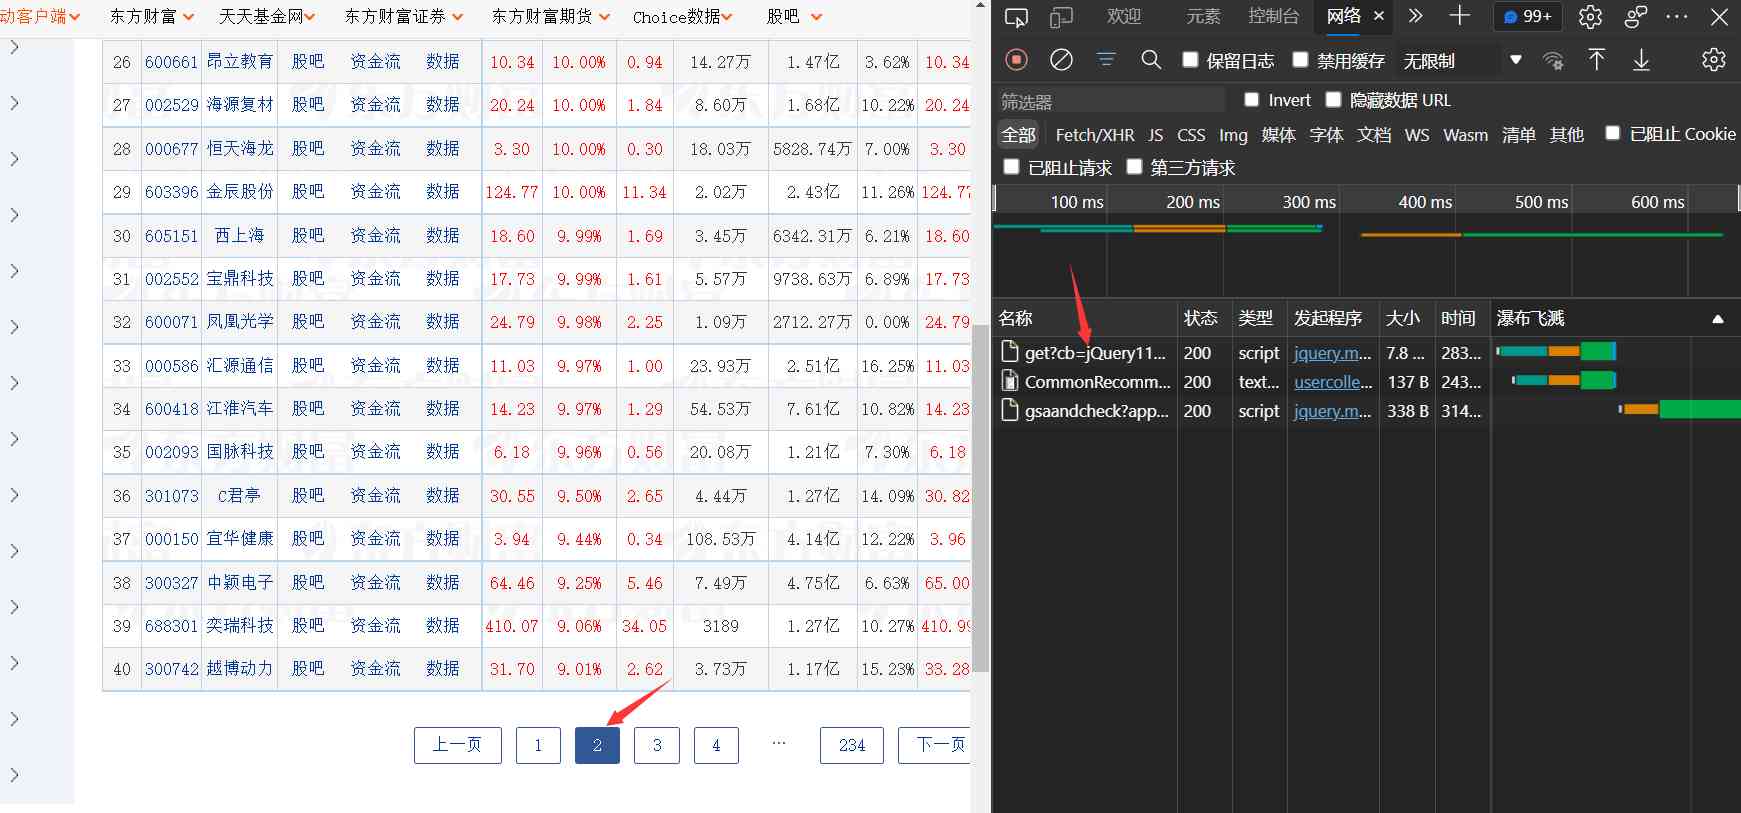 动客户端 东方财富 天天基金网 东方财富证券 东方财富期货 Choice数据 股吧
26 600661 昂立教育 股吧 资金流 数据 10.34 10.00% 0.94 14.27万 1.47亿 3.62% 10.34
27 002529 海源复材 股吧 资金流 数据 20.24 10.00% 1.84 8.60万 1.68亿 10.22% 20.24
28 000677 恒天海龙 股吧 资金流 数据 3.30 10.00% 0.30 18.03万 5828.74万 7.00% 3.30
29 603396 金辰股份 股吧 资金流 数据 124.77 10.00% 11.34 2.02万 2.43亿 11.26% 124.77
30 605151 西上海 股吧 资金流 数据 18.60 9.99% 1.69 3.45万 6342.31万 6.21% 18.60
31 002552 宝鼎科技 股吧 资金流 数据 17.73 9.99% 1.61 5.57万 9738.63万 6.89% 17.73
32 600071 凤凰光学 股吧 资金流 数据 24.79 9.98% 2.25 1.09万 2712.27万 0.00% 24.79
33 000586 汇源通信 股吧 资金流 数据 11.03 9.97% 1.00 23.93万 2.51亿 16.25% 11.03
34 600418 江淮汽车 股吧 资金流 数据 14.23 9.97% 1.29 54.53万 7.61亿 10.82% 14.23
35 002093 国脉科技 股吧 资金流 数据 6.18 9.96% 0.56 20.08万 1.21亿 7.30% 6.18
36 301073 C君亭 股吧 资金流 数据 30.55 9.50% 2.65 4.44万 1.27亿 14.09% 30.82
37 000150 宜华健康 股吧 资金流 数据 3.94 9.44% 0.34 108.53万 4.14亿 12.22% 3.96
38 300327 中颖电子 股吧 资金流 数据 64.46 9.25% 5.46 7.49万 4.75亿 6.63% 65.00
39 688301 奕瑞科技 股吧 资金流 数据 410.07 9.06% 34.05 3189 1.27亿 10.27% 410.99
40 300742 越博动力 股吧 资金流 数据 31.70 9.01% 2.62 3.73万 1.17亿 15.23% 33.28
上一页 1 2 3 4 ... 234 下一页
欢迎 元素 控制台 网络 99+
保留日志 禁用缓存 无限制
筛选器 Invert 隐藏数据 URL
全部 Fetch/XHR JS CSS Img 媒体 字体 文档 WS Wasm 清单 其他 已阻止 Cookie
已阻止请求 第三方请求
100 ms 200 ms 300 ms 400 ms 500 ms 600 ms
名称 状态 类型 发起程序 大小 时间 瀑布飞溅
get?cb=jQuery11... 200 script jquery.m... 7.8 ... 283...
CommonRecomm... 200 text... usercolle... 137 B 243...
gsaandcheck?app... 200 script jquery.m... 338 B 314...